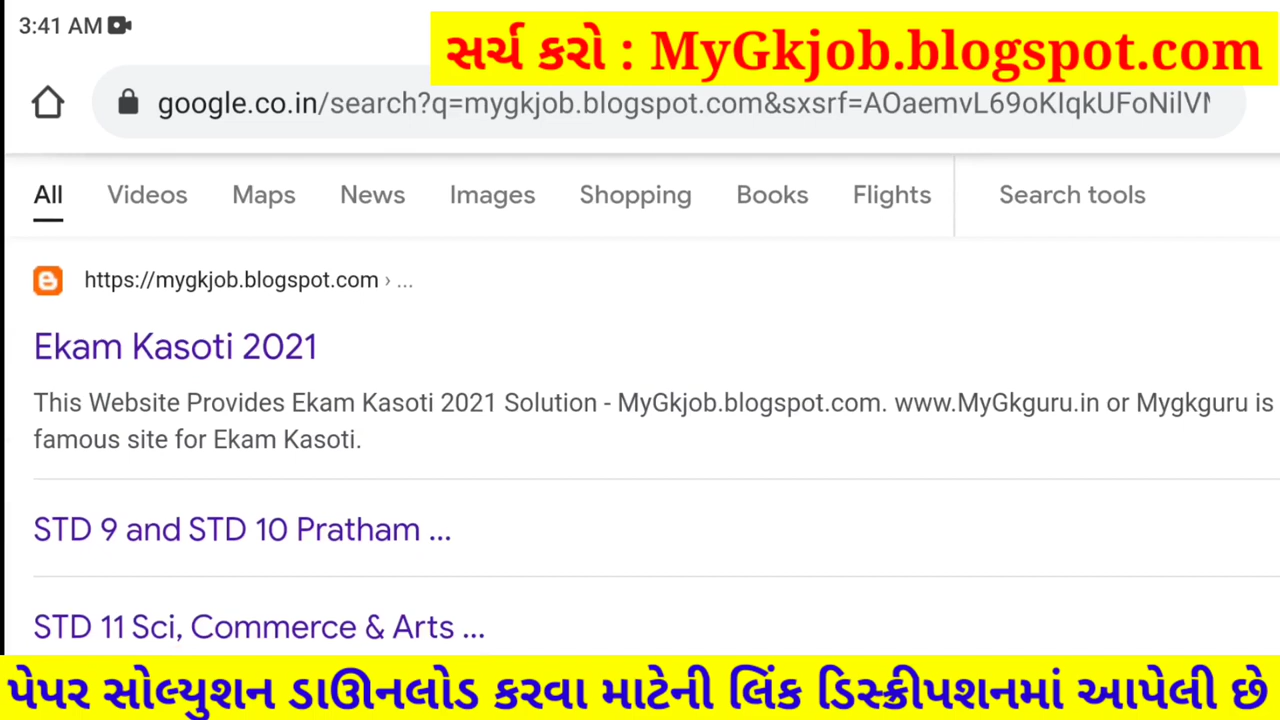 3:41 AM
સર્ચ કરો : MyGkjob.blogspot.com
google.co.in/search?q=mygkjob.blogspot.com&sxsrf=AOaemvL69oKIqkUFoNilVM
All Videos Maps News Images Shopping Books Flights Search tools
https://mygkjob.blogspot.com › ...
Ekam Kasoti 2021
This Website Provides Ekam Kasoti 2021 Solution - MyGkjob.blogspot.com. www.MyGkguru.in or Mygkguru is
famous site for Ekam Kasoti.
STD 9 and STD 10 Pratham ...
STD 11 Sci, Commerce & Arts ...
પેપર સોલ્યુશન ડાઊનલોડ કરવા માટેની લિંક ડિસ્ક્રીપશનમાં આપેલી છે